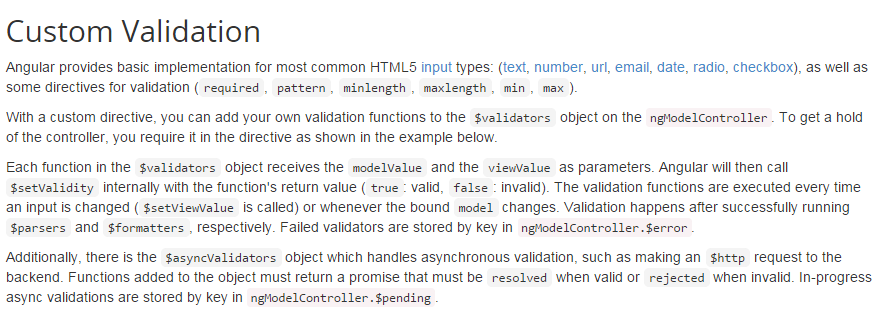 Custom Validation
Angular provides basic implementation for most common HTML5 input types: (text, number, url, email, date, radio, checkbox), as well as
some directives for validation ( required , pattern , minlength , maxlength , min , max ).
With a custom directive, you can add your own validation functions to the $validators object on the ngModelController . To get a hold
of the controller, you require it in the directive as shown in the example below.
Each function in the $validators object receives the modelValue and the viewValue as parameters. Angular will then call
$setValidity internally with the function's return value ( true : valid, false : invalid). The validation functions are executed every time
an input is changed ( $setViewValue is called) or whenever the bound model changes. Validation happens after successfully running
$parsers and $formatters , respectively. Failed validators are stored by key in ngModelController.$error .
Additionally, there is the $asyncValidators object which handles asynchronous validation, such as making an $http request to the
backend. Functions added to the object must return a promise that must be resolved when valid or rejected when invalid. In-progress
async validations are stored by key in ngModelController.$pending .